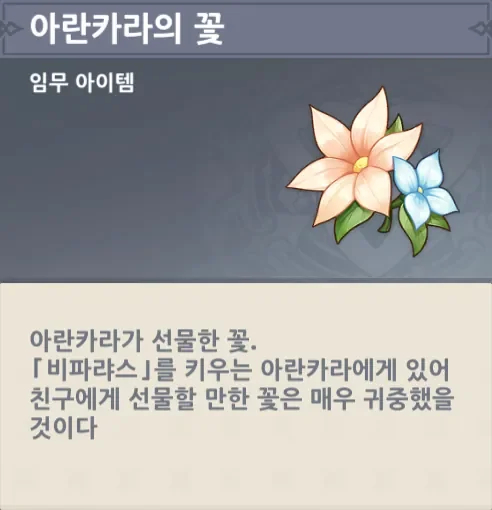 아란카라의 꽃
임무 아이템
아란카라가 선물한 꽃.
「비파랴스」를 키우는 아란카라에게 있어
친구에게 선물할 만한 꽃은 매우 귀중했을
것이다